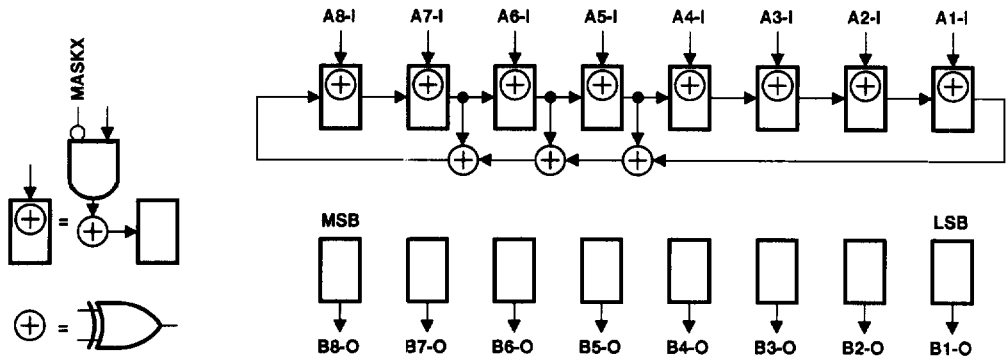 A8-I A7-I A6-I A5-I A4-I A3-I A2-I A1-I
MASKX
=
MSB LSB
=
B8-O B7-O B6-O B5-O B4-O B3-O B2-O B1-O